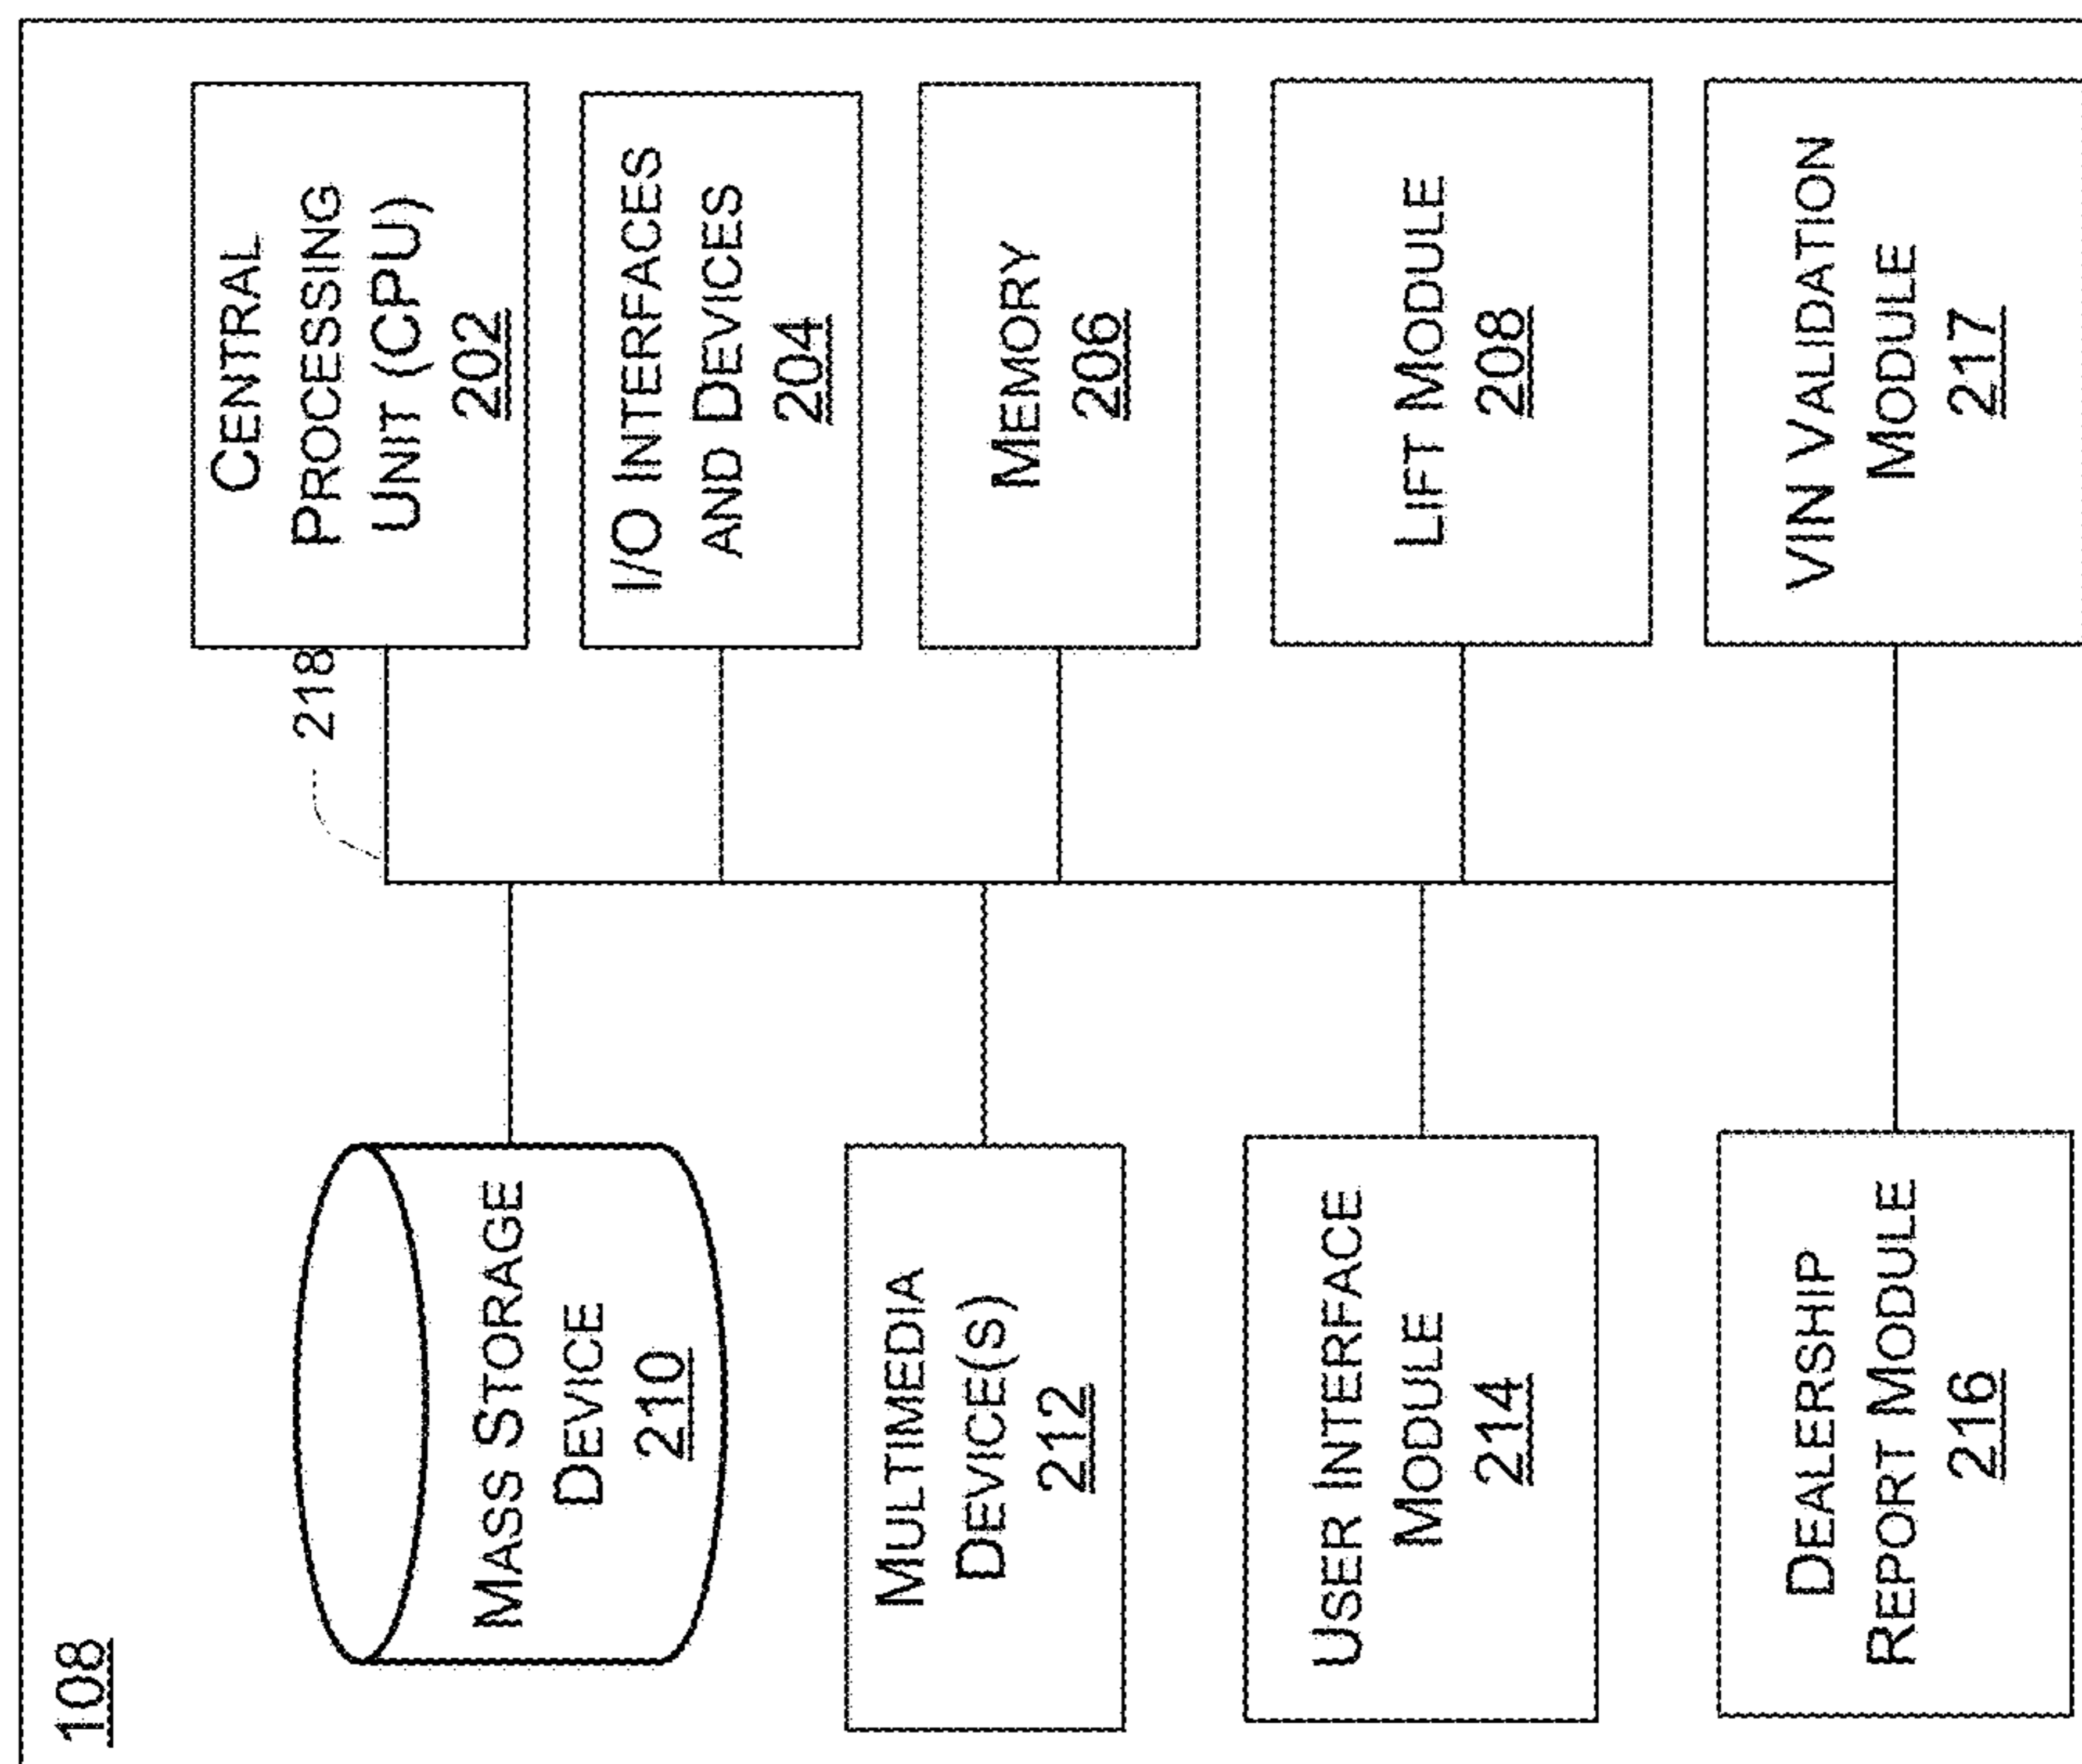 108
MASS STORAGE
DEVICE
210
MULTIMEDIA
DEVICE(S)
212
USER INTERFACE
MODULE
214
DEALERSHIP
REPORT MODULE
216
218
CENTRAL
PROCESSING
UNIT (CPU)
202
I/O INTERFACES
AND DEVICES
204
MEMORY
206
LIFT MODULE
208
VIN VALIDATION
MODULE
217